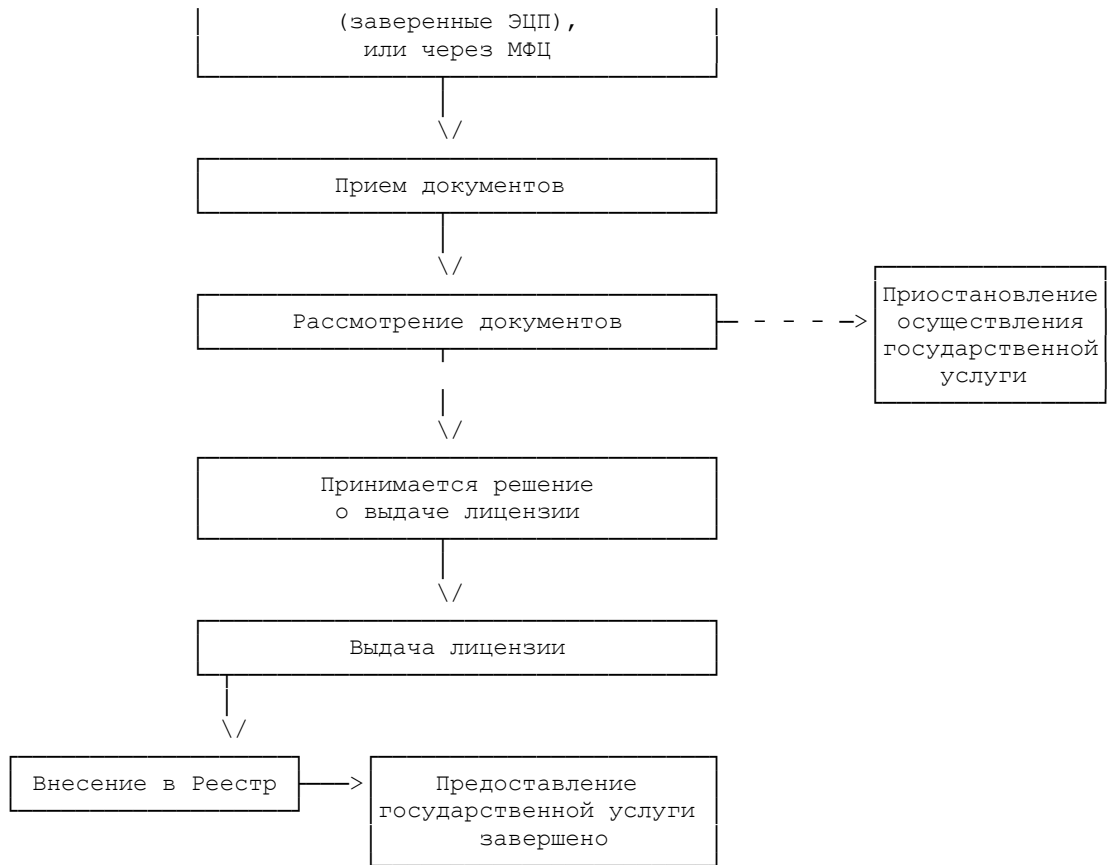 (заверенные ЭЦП),
или через МФЦ
Прием документов
Рассмотрение документов
Приостановление
осуществления
государственной
услуги
Принимается решение
о выдаче лицензии
Выдача лицензии
Внесение в Реестр
Предоставление
государственной услуги
завершено